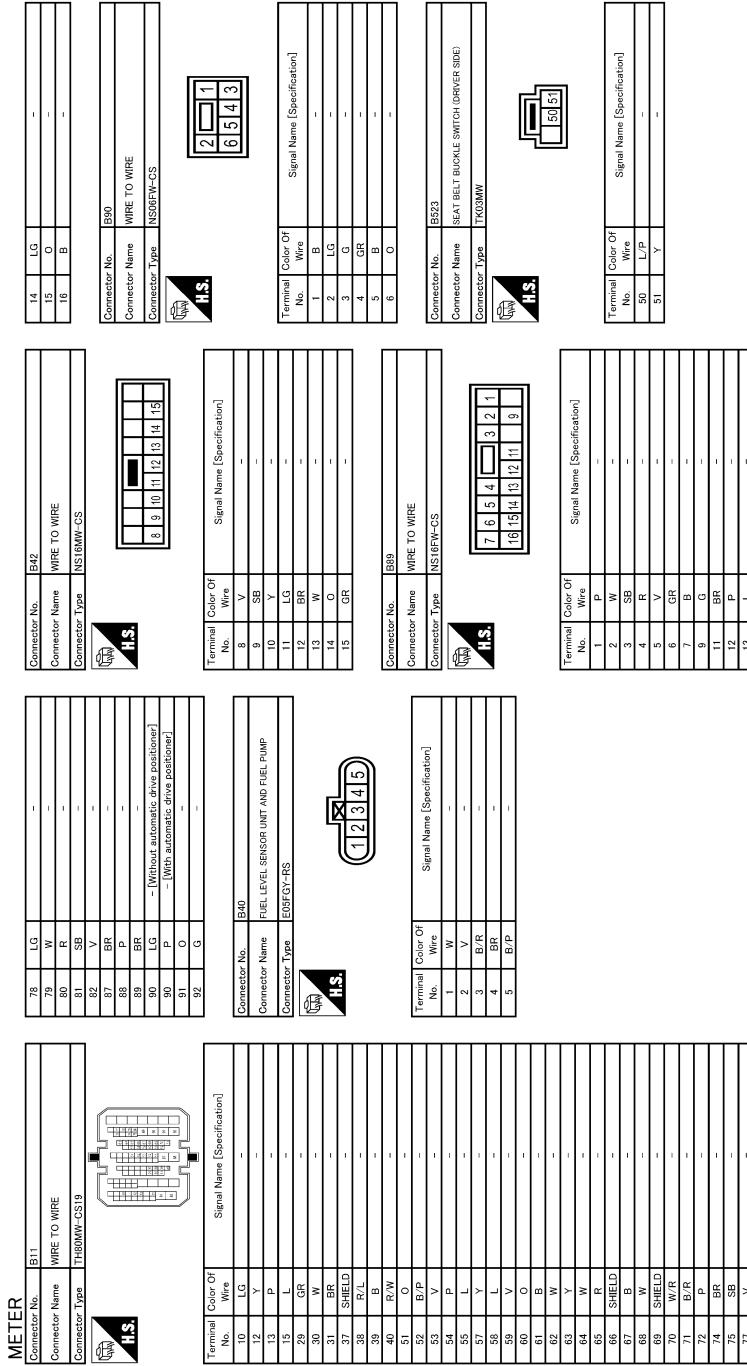 METER
Connector No. B11
Connector Name WIRE TO WIRE
Connector Type TH80MW-CS19
H.S.
Terminal No. Color Of Wire Signal Name [Specification]
10 LG -
12 Y -
13 P -
15 L -
29 GR -
30 W -
31 BR -
37 SHIELD -
38 R/L -
39 B -
40 R/W -
51 O -
52 B/P -
53 V -
54 P -
55 L -
57 Y -
58 L -
59 V -
60 O -
61 B -
62 W -
63 Y -
64 W -
65 R -
66 SHIELD -
67 B -
68 W -
69 SHIELD -
70 W/R -
71 B/R -
72 P -
74 BR -
75 SB -
77 V -
78 LG -
79 W -
80 R -
81 SB -
82 V -
87 BR -
88 P -
89 BR -
90 LG - [Without automatic drive positioner]
90 P - [With automatic drive positioner]
91 O -
92 G -
Connector No. B40
Connector Name FUEL LEVEL SENSOR UNIT AND FUEL PUMP
Connector Type E05FGY-RS
H.S.
1 2 3 4 5
Terminal No. Color Of Wire Signal Name [Specification]
1 W -
2 V -
3 B/R -
4 BR -
5 B/P -
Connector No. B42
Connector Name WIRE TO WIRE
Connector Type NS16MW-CS
H.S.
8 9 10 11 12 13 14 15
Terminal No. Color Of Wire Signal Name [Specification]
8 V -
9 SB -
10 Y -
11 LG -
12 BR -
13 W -
14 O -
15 GR -
Connector No. B89
Connector Name WIRE TO WIRE
Connector Type NS16FW-CS
H.S.
7 6 5 4 3 2 1
16 15 14 13 12 11 9
Terminal No. Color Of Wire Signal Name [Specification]
1 P -
2 W -
3 SB -
4 R -
5 V -
6 GR -
7 B -
9 G -
11 BR -
12 P -
13 L -
14 LG -
15 O -
16 B -
Connector No. B90
Connector Name WIRE TO WIRE
Connector Type NS06FW-CS
H.S.
2 1
6 5 4 3
Terminal No. Color Of Wire Signal Name [Specification]
1 B -
2 LG -
3 G -
4 GR -
5 B -
6 O -
Connector No. B523
Connector Name SEAT BELT BUCKLE SWITCH (DRIVER SIDE)
Connector Type TK03MW
H.S.
50 51
Terminal No. Color Of Wire Signal Name [Specification]
50 L/P -
51 Y -